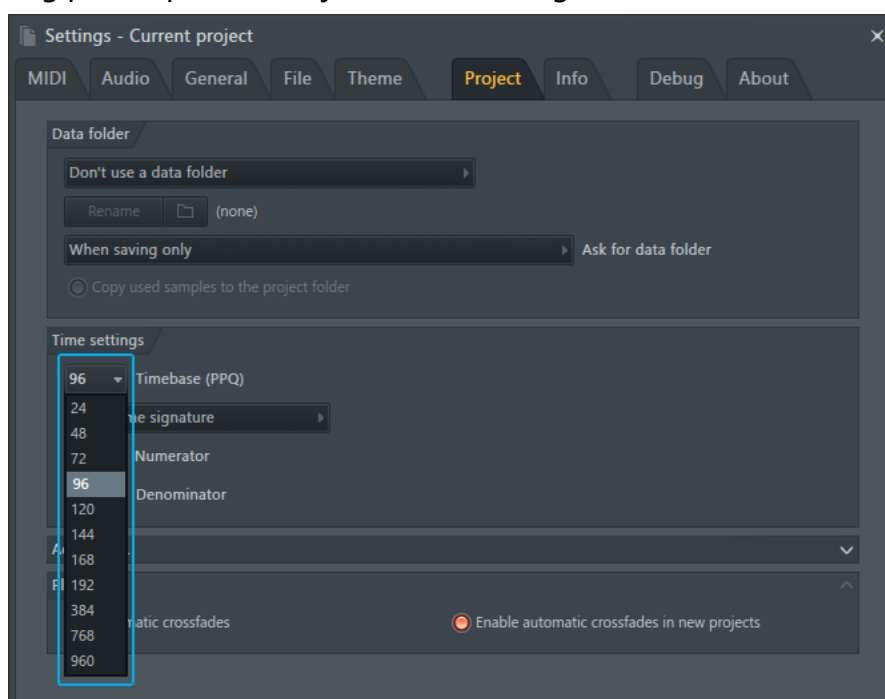 Settings - Current project
MIDI Audio General File Theme Project Info Debug About
Data folder
Don't use a data folder
Rename (none)
When saving only Ask for data folder
Copy used samples to the project folder
Time settings
96 Timebase (PPQ)
24
signature
48
72 Numerator
96
120 Denominator
144
168
192
384
crossfades Enable automatic crossfades in new projects
768
960